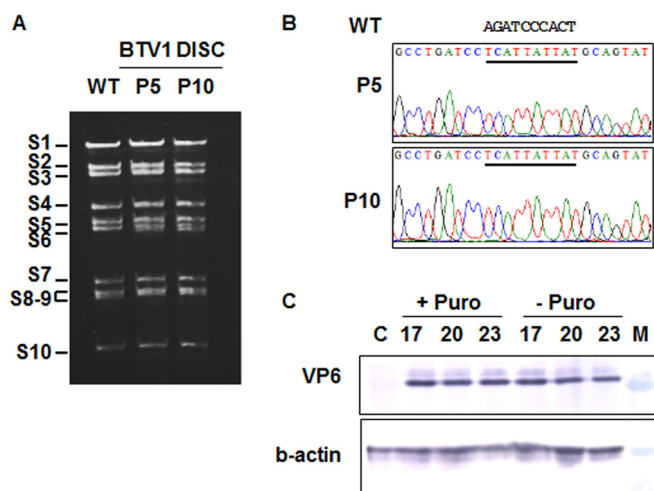 A
BTV1 DISC
WT P5 P10
S1
S2
S3
S4
S5
S6
S7
S8-9
S10
B
WT AGATCCCACT
GCCTGATCCTCATTATTATGCAGTAT
P5
GCCTGATCCTCATTATTATGCAGTAT
P10
C
+ Puro - Puro
C 17 20 23 17 20 23 M
VP6
b-actin